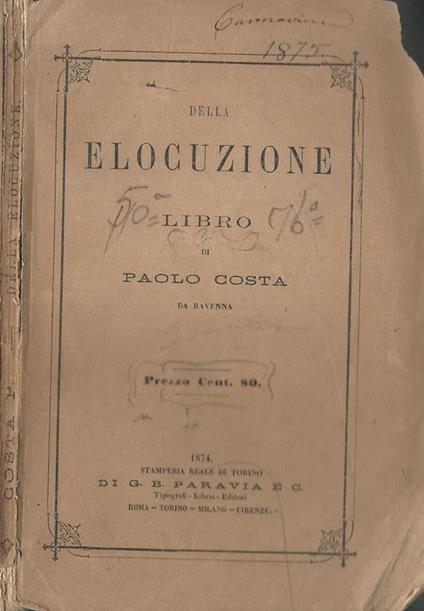 1875.
DELLA
ELOCUZIONE
50=
LIBRO
DI
PAOLO COSTA
DA RAVENNA
Prezzo Cent. 80.
1874.
STAMPERIA REALE DI TORINO
DI G. B. PARAVIA E C.
Tipografi - Librai - Editori
ROMA — TORINO — MILANO — FIRENZE.
COSTA P. — DELLA ELOCUZIONE